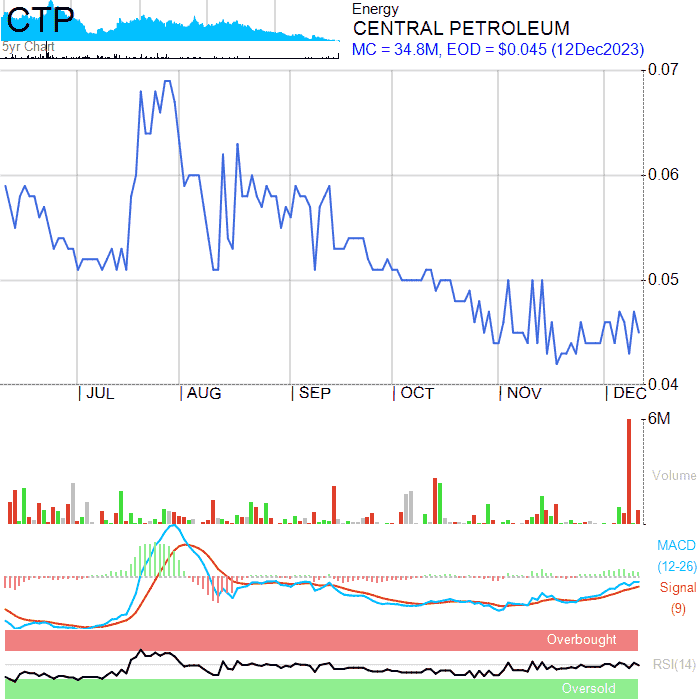 CTP
5yr Chart
Energy
CENTRAL PETROLEUM
MC = 34.8M, EOD = $0.045 (12Dec2023)
0.07
0.06
0.05
0.04
JUL
AUG
SEP
OCT
NOV
DEC
6M
Volume
MACD
(12-26)
Signal
(9)
Overbought
RSI(14)
Oversold